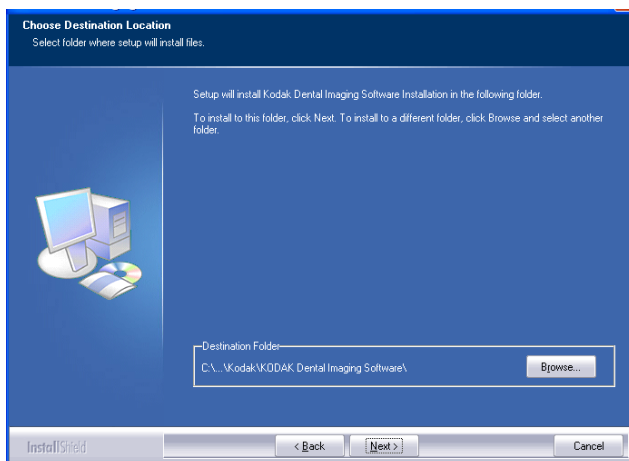 Choose Destination Location
Select folder where setup will install files.
Setup will install Kodak Dental Imaging Software Installation in the following folder.
To install to this folder, click Next. To install to a different folder, click Browse and select another
folder.
Destination Folder
C:\...\Kodak\KODAK Dental Imaging Software\
Browse...
InstallShield
< Back
Next >
Cancel